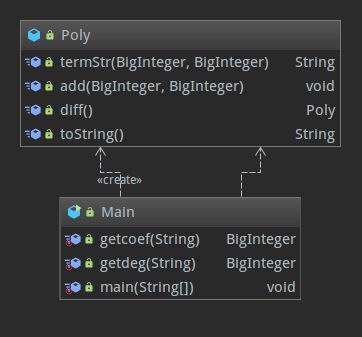 Poly
termStr(BigInteger, BigInteger) String
add(BigInteger, BigInteger) void
diff() Poly
toString() String
«create»
Main
getcoef(String) BigInteger
getdeg(String) BigInteger
main(String[]) void